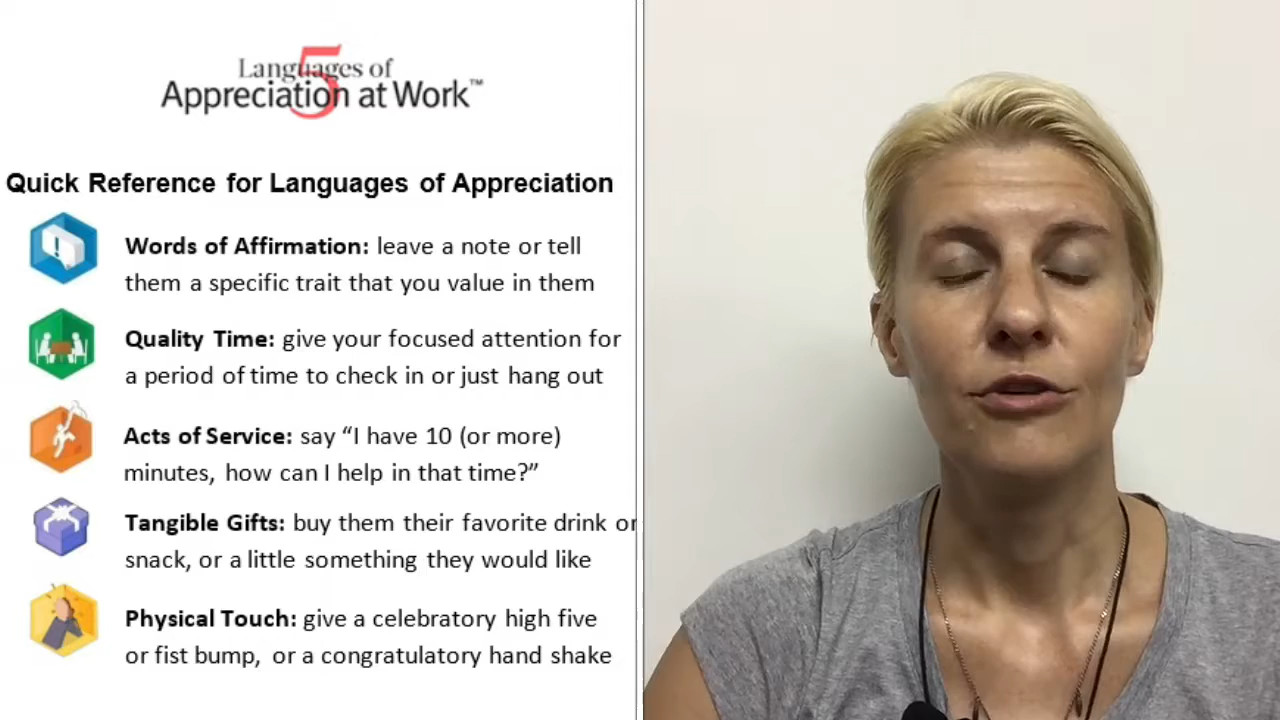 Languages of
5
Appreciation at Work™
Quick Reference for Languages of Appreciation
Words of Affirmation: leave a note or tell
them a specific trait that you value in them
Quality Time: give your focused attention for
a period of time to check in or just hang out
Acts of Service: say “I have 10 (or more)
minutes, how can I help in that time?”
Tangible Gifts: buy them their favorite drink or
snack, or a little something they would like
Physical Touch: give a celebratory high five
or fist bump, or a congratulatory hand shake